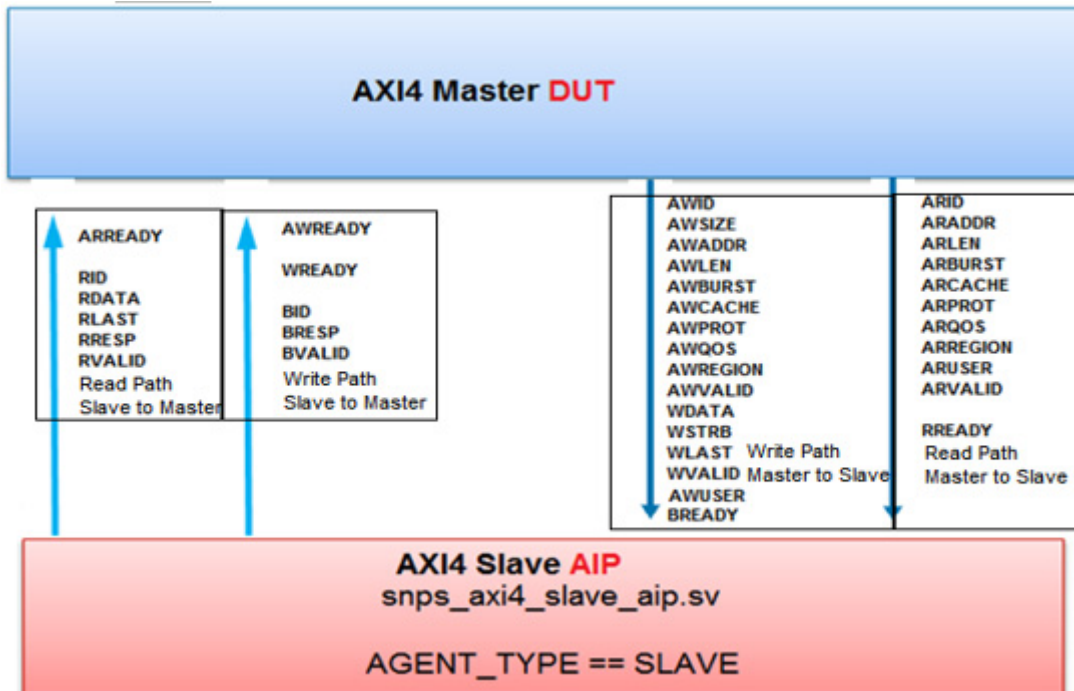 AXI4 Master DUT
ARREADY
RID
RDATA
RLAST
RRESP
RVALID
Read Path
Slave to Master
AWREADY
WREADY
BID
BRESP
BVALID
Write Path
Slave to Master
AWID
AWSIZE
AWADDR
AWLEN
AWBURST
AWCACHE
AWPROT
AWQOS
AWREGION
AWVALID
WDATA
WSTRB
WLAST Write Path
WVALID Master to Slave
AWUSER
BREADY
ARID
ARADDR
ARLEN
ARBURST
ARCACHE
ARPROT
ARQOS
ARREGION
ARUSER
ARVALID
RREADY
Read Path
Master to Slave
AXI4 Slave AIP
snps_axi4_slave_aip.sv
AGENT_TYPE == SLAVE